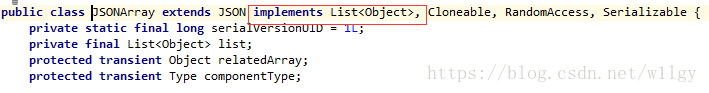 public class JSONArray extends JSON implements List<Object>, Cloneable, RandomAccess, Serializable {
private static final long serialVersionUID = 1L;
private final List<Object> list;
protected transient Object relatedArray;
protected transient Type componentType;
https://blog.csdn.net/w1lgy